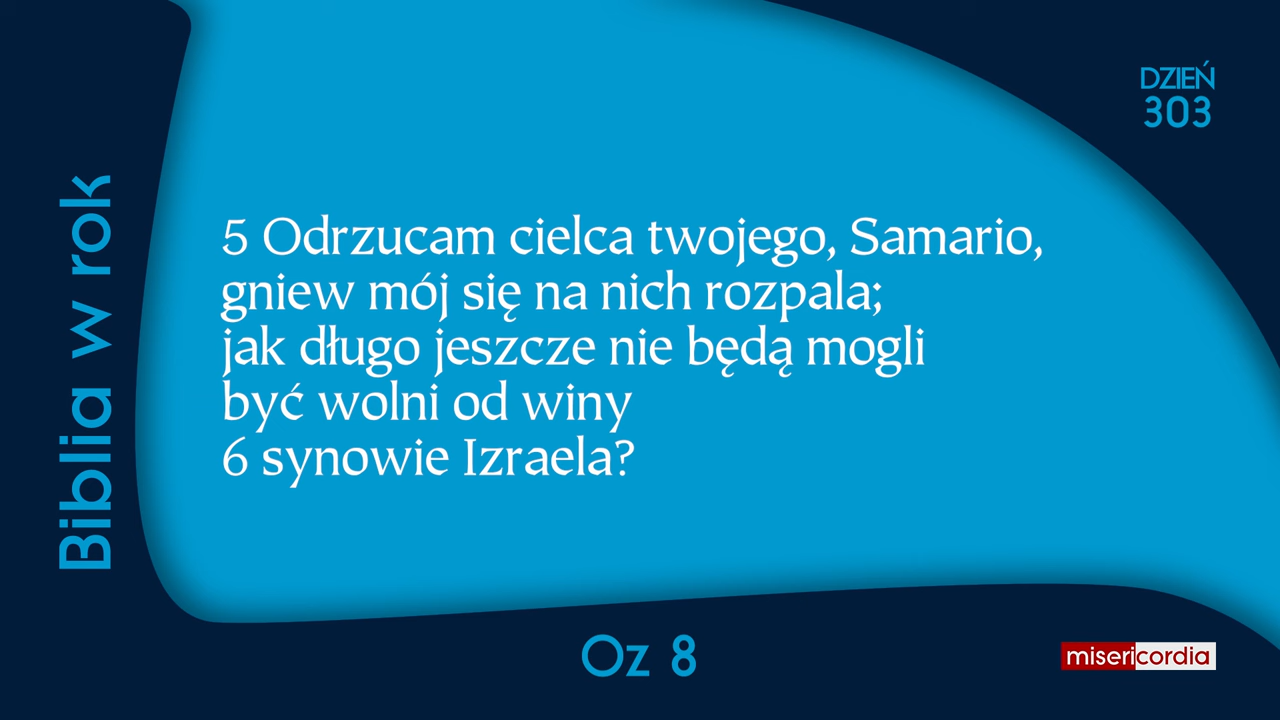 DZIEŃ
303
Biblia w rok
5 Odrzucam cielca twojego, Samario,
gniew mój się na nich rozpala;
jak długo jeszcze nie będą mogli
być wolni od winy
6 synowie Izraela?
Oz 8
misericordia